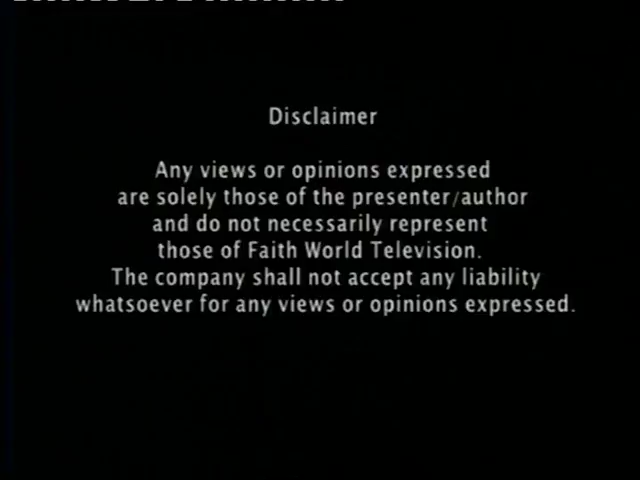 Disclaimer
Any views or opinions expressed
are solely those of the presenter/author
and do not necessarily represent
those of Faith World Television.
The company shall not accept any liability
whatsoever for any views or opinions expressed.